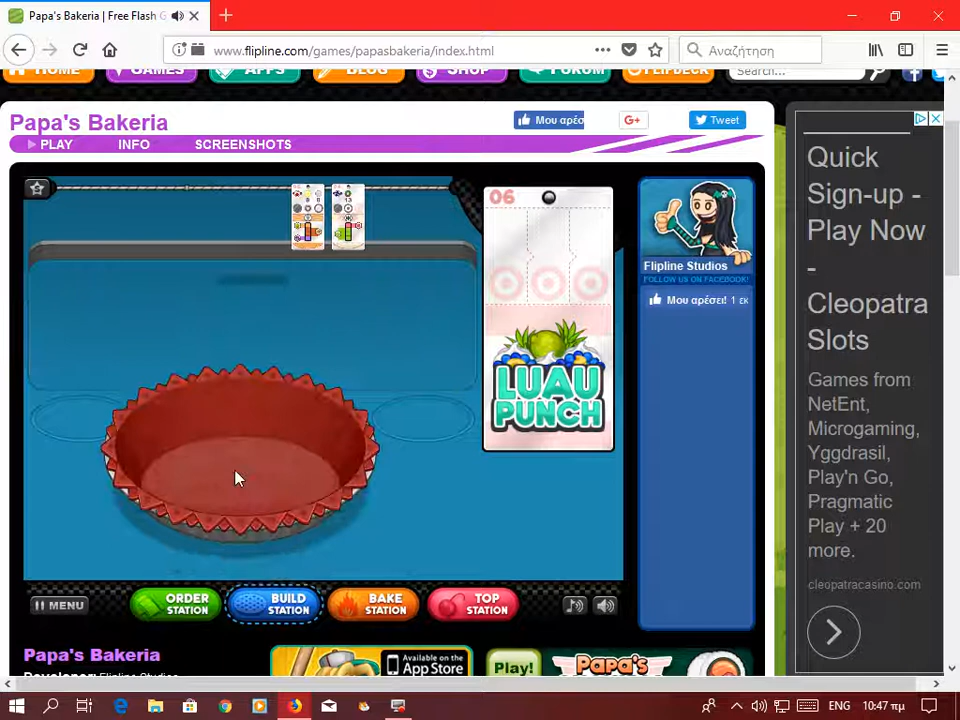 Papa's Bakeria | Free Flash G
www.flipline.com/games/papasbakeria/index.html
Αναζήτηση
HOME GAMES APPS BLOG SHOP FORUM FLIPDECK Search...
Papa's Bakeria
Μου αρέσ
G+
Tweet
PLAY INFO SCREENSHOTS
06
LUAU
PUNCH
Flipline Studios
FOLLOW US ON FACEBOOK!
Μου αρέσει! 1 εκ
MENU
ORDER
STATION
BUILD
STATION
BAKE
STATION
TOP
STATION
Quick
Sign-up -
Play Now
-
Cleopatra
Slots
Games from
NetEnt,
Microgaming,
Yggdrasil,
Play'n Go,
Pragmatic
Play + 20
more.
cleopatracasino.com
Papa's Bakeria
Developer: Flipline Studios
Available on the
App Store
Play!
Papa's
ENG
10:47 πμ